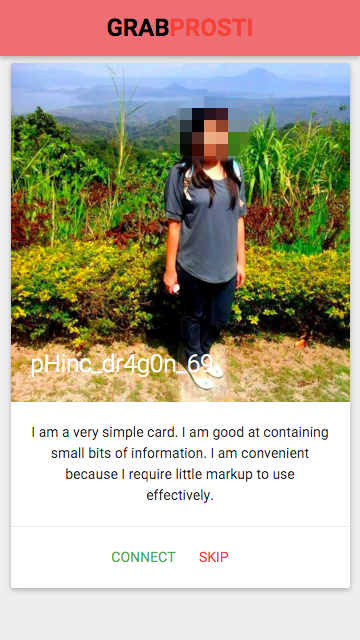 GRABPROSTI
pHinc_dr4g0n_69
I am a very simple card. I am good at containing
small bits of information. I am convenient
because I require little markup to use
effectively.
CONNECT SKIP